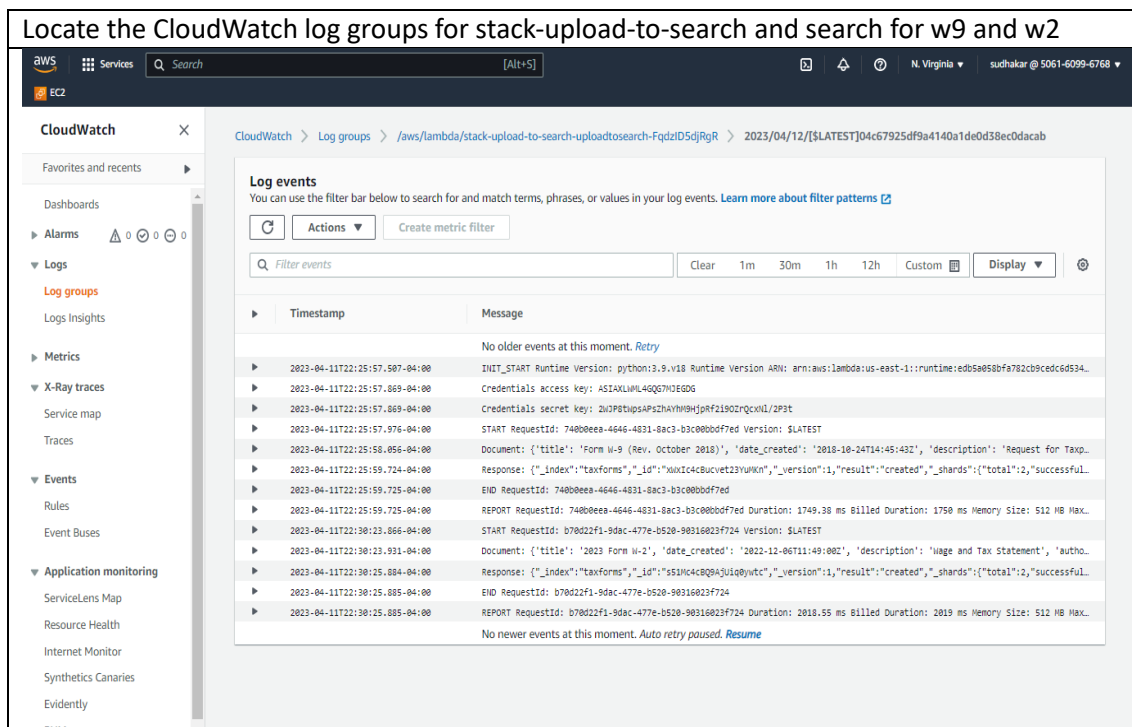 Locate the CloudWatch log groups for stack-upload-to-search and search for w9 and w2
aws Services Search [Alt+S] N. Virginia ▼ sudhakar @ 5061-6099-6768 ▼
EC2
CloudWatch
Favorites and recents
Dashboards
Alarms 0 0 0
Logs
Log groups
Logs Insights
Metrics
X-Ray traces
Service map
Traces
Events
Rules
Event Buses
Application monitoring
ServiceLens Map
Resource Health
Internet Monitor
Synthetics Canaries
Evidently
CloudWatch > Log groups > /aws/lambda/stack-upload-to-search-uploadtosearch-FqdzID5djRgR > 2023/04/12/[$LATEST]04c67925df9a4140a1de0d38ec0dacab
Log events
You can use the filter bar below to search for and match terms, phrases, or values in your log events. Learn more about filter patterns
Actions ▼ Create metric filter
Filter events Clear 1m 30m 1h 12h Custom Display ▼
Timestamp Message
No older events at this moment. Retry
2023-04-11T22:25:57.507-04:00 INIT_START Runtime Version: python:3.9.v18 Runtime Version ARN: arn:aws:lambda:us-east-1::runtime:edb5a058bfa782cb9cedc6d534…
2023-04-11T22:25:57.869-04:00 Credentials access key: ASIAXLWML4GQG7MJEGDG
2023-04-11T22:25:57.869-04:00 Credentials secret key: 2WJP8tWpsAPsZhAYhM9HjpRf2i9OZrQcxNl/2P3t
2023-04-11T22:25:57.976-04:00 START RequestId: 740b0eea-4646-4831-8ac3-b3c00bbdf7ed Version: $LATEST
2023-04-11T22:25:58.056-04:00 Document: {'title': 'Form W-9 (Rev. October 2018)', 'date_created': '2018-10-24T14:45:43Z', 'description': 'Request for Taxp…
2023-04-11T22:25:59.724-04:00 Response: {"_index":"taxforms","_id":"xWxIc4cBucvet23YuMKn","_version":1,"result":"created","_shards":{"total":2,"successful…
2023-04-11T22:25:59.725-04:00 END RequestId: 740b0eea-4646-4831-8ac3-b3c00bbdf7ed
2023-04-11T22:25:59.725-04:00 REPORT RequestId: 740b0eea-4646-4831-8ac3-b3c00bbdf7ed Duration: 1749.38 ms Billed Duration: 1750 ms Memory Size: 512 MB Max…
2023-04-11T22:30:23.866-04:00 START RequestId: b70d22f1-9dac-477e-b520-90316023f724 Version: $LATEST
2023-04-11T22:30:23.931-04:00 Document: {'title': '2023 Form W-2', 'date_created': '2022-12-06T11:49:00Z', 'description': 'Wage and Tax Statement', 'autho…
2023-04-11T22:30:25.884-04:00 Response: {"_index":"taxforms","_id":"s51Mc4cBQ9AjUiq0ywtc","_version":1,"result":"created","_shards":{"total":2,"successful…
2023-04-11T22:30:25.885-04:00 END RequestId: b70d22f1-9dac-477e-b520-90316023f724
2023-04-11T22:30:25.885-04:00 REPORT RequestId: b70d22f1-9dac-477e-b520-90316023f724 Duration: 2018.55 ms Billed Duration: 2019 ms Memory Size: 512 MB Max…
No newer events at this moment. Auto retry paused. Resume